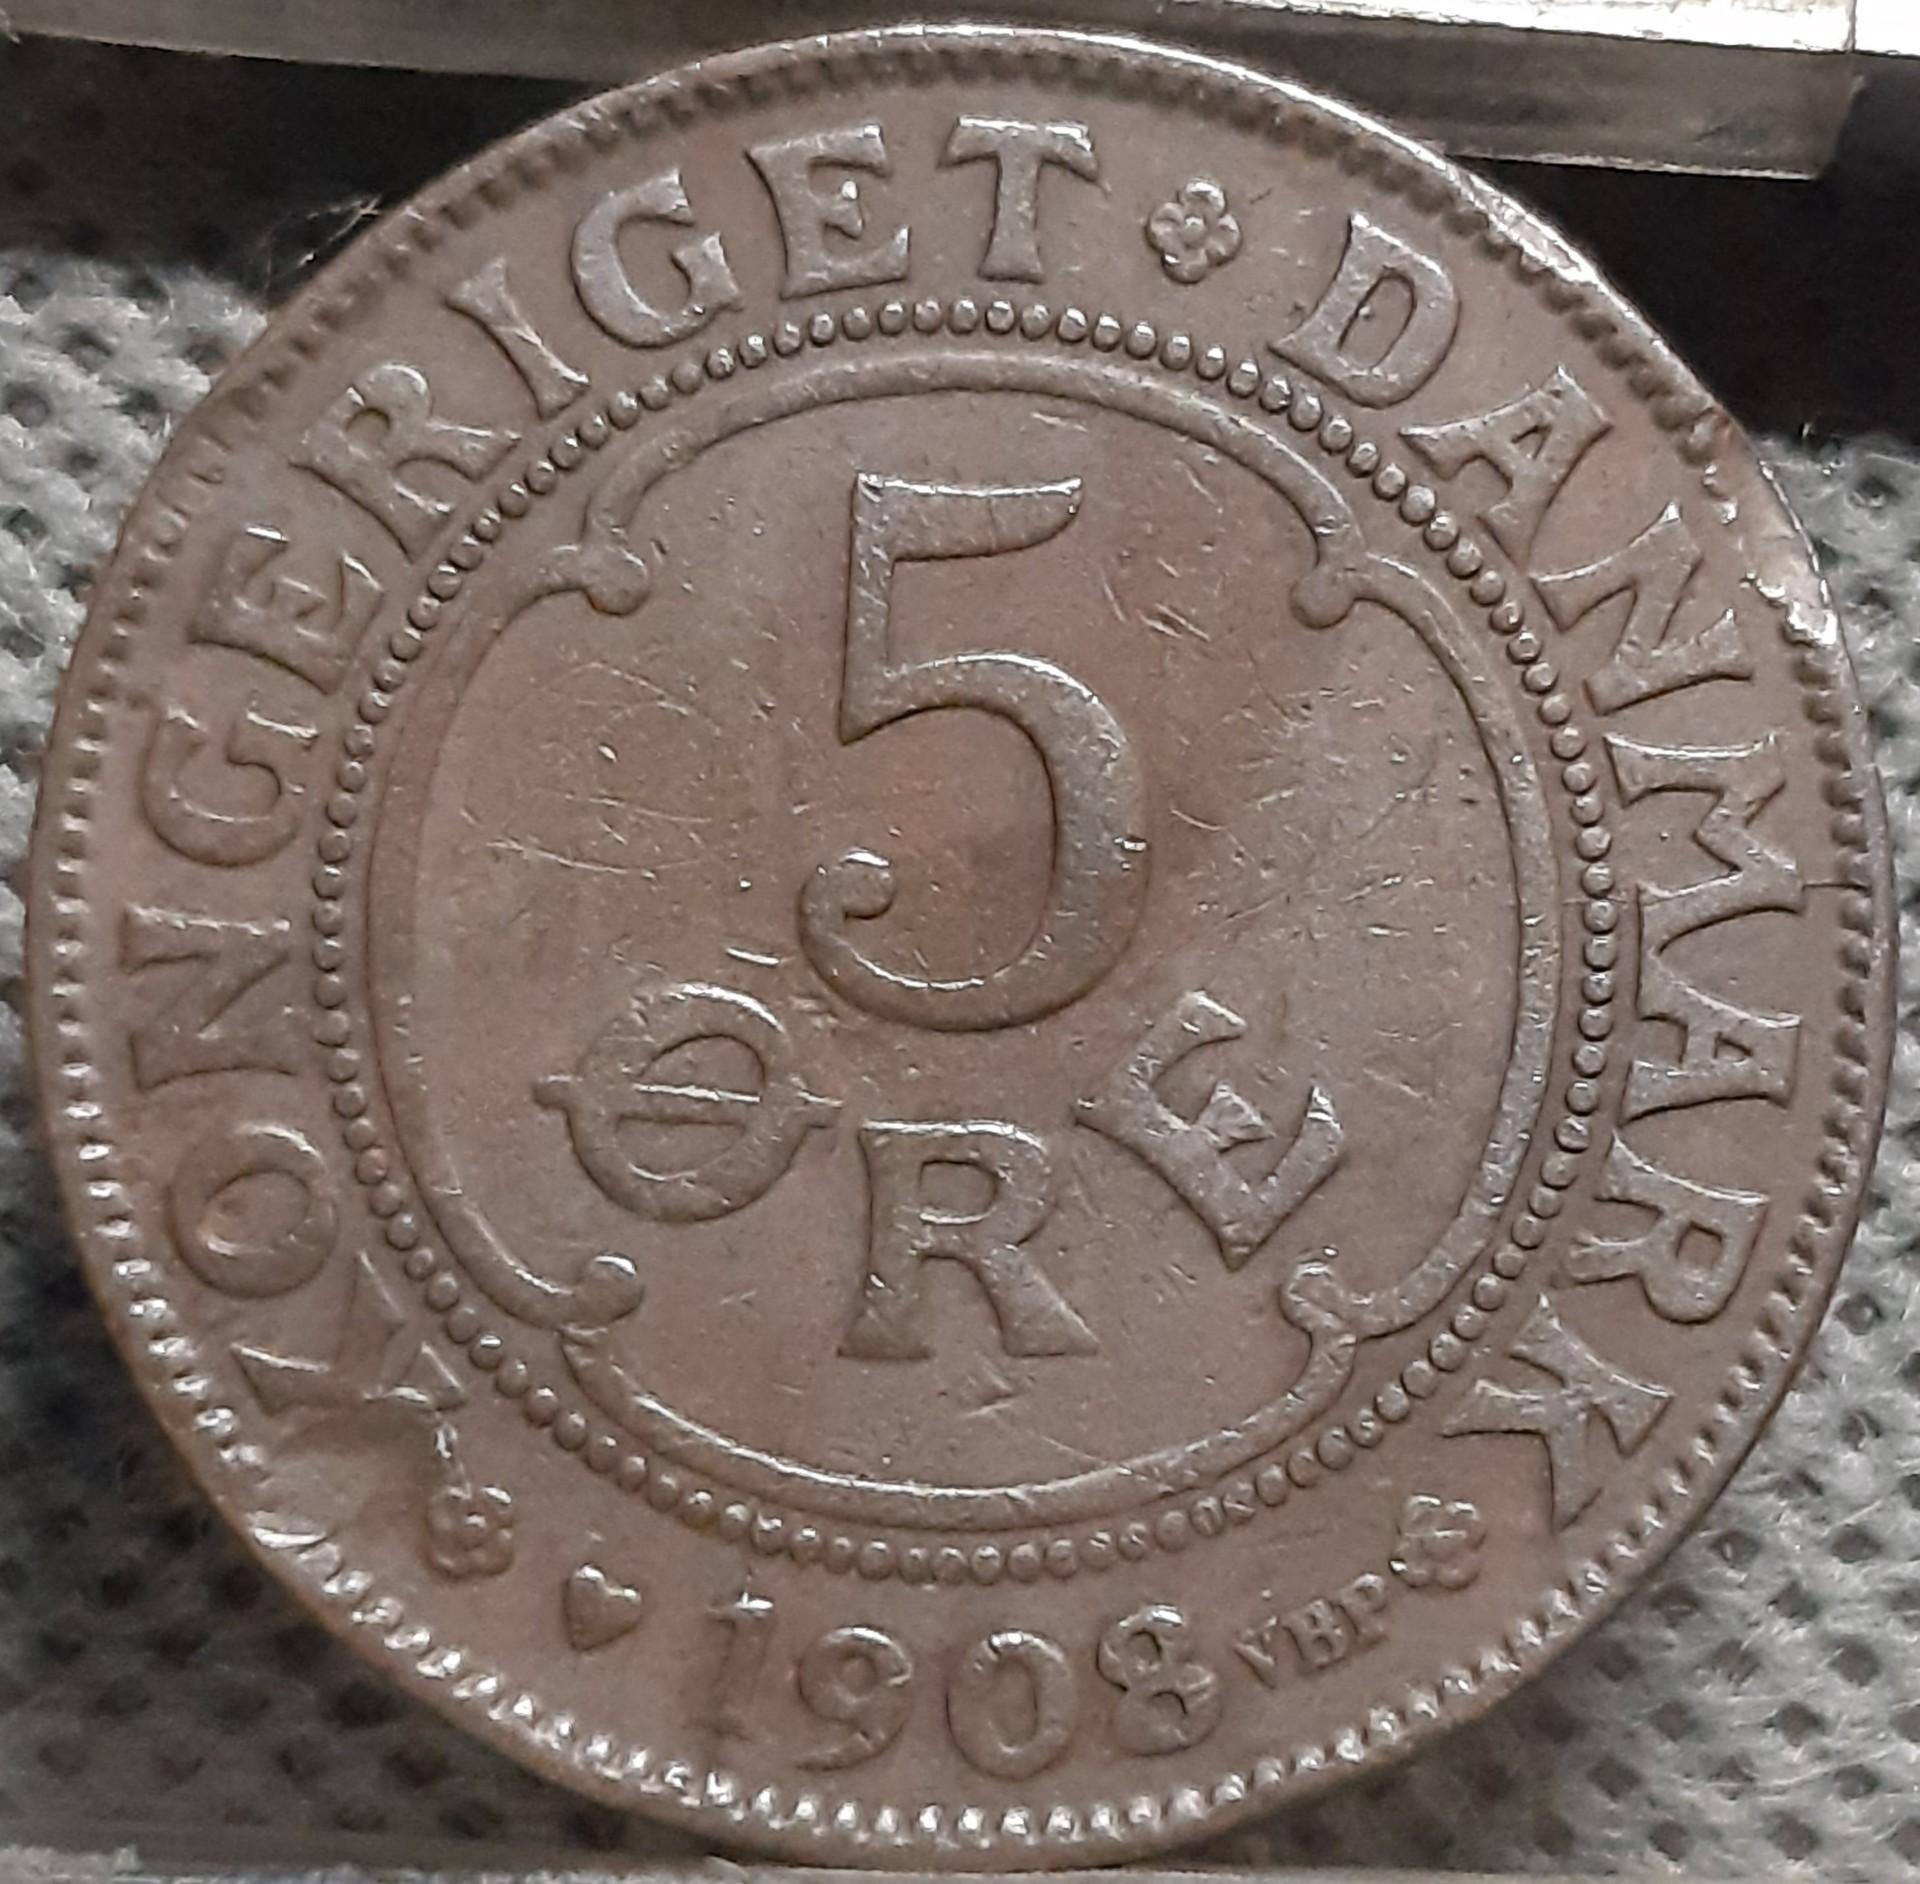 KONGERIGET DANMARK
5
ØRE
1908 VBP